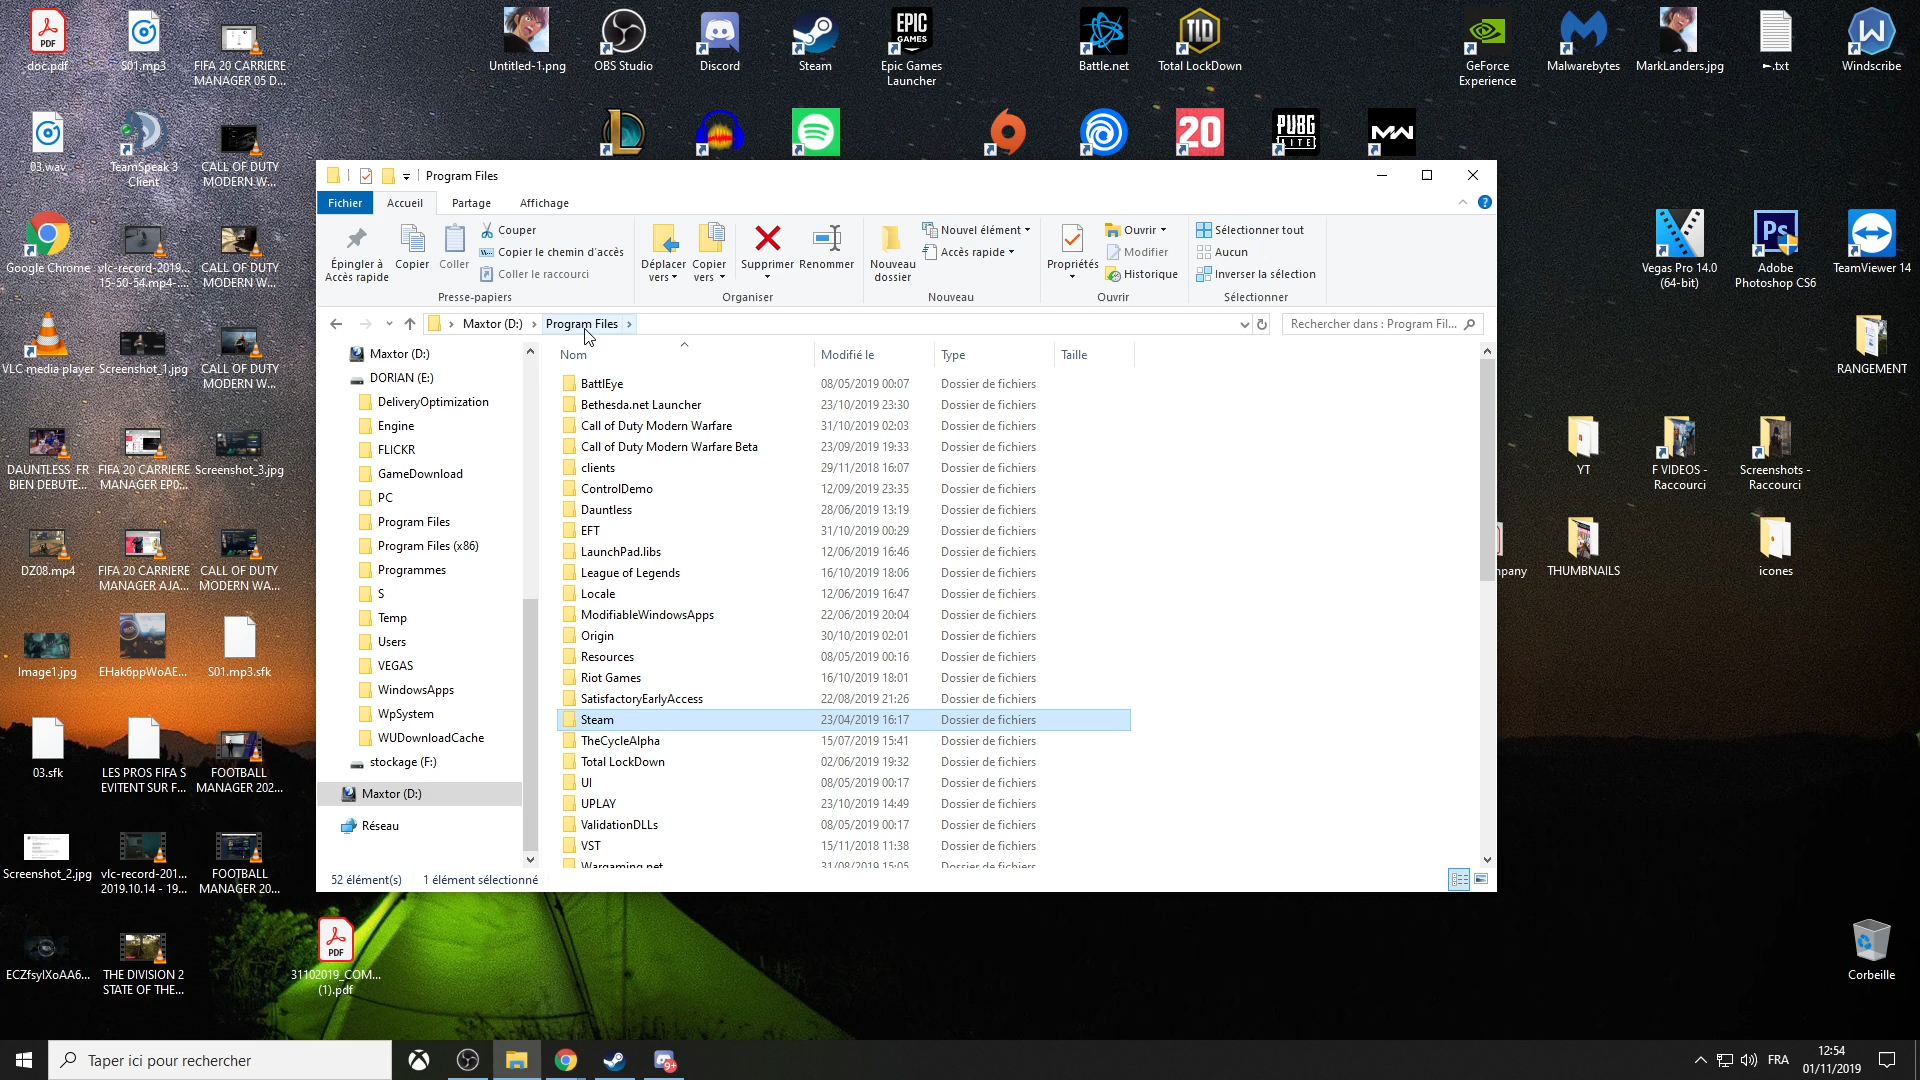 doc.pdf
S01.mp3
FIFA 20 CARRIERE
MANAGER 05 D...
Untitled-1.png
OBS Studio
Discord
Steam
EPIC
GAMES
Epic Games
Launcher
Battle.net
TLD
Total LockDown
GeForce
Experience
Malwarebytes
MarkLanders.jpg
►.txt
W
Windscribe
03.wav
TeamSpeak 3
Client
CALL OF DUTY
MODERN W...
L
20
PUBG
LITE
MW
Program Files
Fichier
Accueil
Partage
Affichage
Épingler à
Accès rapide
Copier
Coller
Couper
Copier le chemin d'accès
Coller le raccourci
Presse-papiers
Déplacer
vers
Copier
vers
Supprimer
Renommer
Organiser
Nouveau
dossier
Nouvel élément
Accès rapide
Nouveau
Propriétés
Ouvrir
Modifier
Historique
Ouvrir
Sélectionner tout
Aucun
Inverser la sélection
Sélectionner
Maxtor (D:)
Program Files
Rechercher dans : Program Fil...
Google Chrome
vlc-record-2019...
15-50-54.mp4-...
CALL OF DUTY
MODERN W...
Vegas Pro 14.0
(64-bit)
Ps
Adobe
Photoshop CS6
TeamViewer 14
VLC media player
Screenshot_1.jpg
CALL OF DUTY
MODERN W...
RANGEMENT
DAUNTLESS FR
BIEN DEBUTE...
FIFA 20 CARRIERE
MANAGER EP0...
Screenshot_3.jpg
YT
F VIDEOS -
Raccourci
Screenshots -
Raccourci
DZ08.mp4
FIFA 20 CARRIERE
MANAGER AJA...
CALL OF DUTY
MODERN WA...
mpany
THUMBNAILS
icones
Image1.jpg
EHak6ppWoAE...
S01.mp3.sfk
03.sfk
LES PROS FIFA S
EVITENT SUR F...
FOOTBALL
MANAGER 202...
Screenshot_2.jpg
vlc-record-201...
2019.10.14 - 19...
FOOTBALL
MANAGER 20...
ECZfsylXoAA6...
THE DIVISION 2
STATE OF THE...
31102019_COM...
(1).pdf
Corbeille
Maxtor (D:)
DORIAN (E:)
DeliveryOptimization
Engine
FLICKR
GameDownload
PC
Program Files
Program Files (x86)
Programmes
S
Temp
Users
VEGAS
WindowsApps
WpSystem
WUDownloadCache
stockage (F:)
Maxtor (D:)
Réseau
Nom Modifié le Type Taille
BattlEye 08/05/2019 00:07 Dossier de fichiers
Bethesda.net Launcher 23/10/2019 23:30 Dossier de fichiers
Call of Duty Modern Warfare 31/10/2019 02:03 Dossier de fichiers
Call of Duty Modern Warfare Beta 23/09/2019 19:33 Dossier de fichiers
clients 29/11/2018 16:07 Dossier de fichiers
ControlDemo 12/09/2019 23:35 Dossier de fichiers
Dauntless 28/06/2019 13:19 Dossier de fichiers
EFT 31/10/2019 00:29 Dossier de fichiers
LaunchPad.libs 12/06/2019 16:46 Dossier de fichiers
League of Legends 16/10/2019 18:06 Dossier de fichiers
Locale 12/06/2019 16:47 Dossier de fichiers
ModifiableWindowsApps 22/06/2019 20:04 Dossier de fichiers
Origin 30/10/2019 02:01 Dossier de fichiers
Resources 08/05/2019 00:16 Dossier de fichiers
Riot Games 16/10/2019 18:01 Dossier de fichiers
SatisfactoryEarlyAccess 22/08/2019 21:26 Dossier de fichiers
Steam 23/04/2019 16:17 Dossier de fichiers
TheCycleAlpha 15/07/2019 15:41 Dossier de fichiers
Total LockDown 02/06/2019 19:32 Dossier de fichiers
UI 08/05/2019 00:17 Dossier de fichiers
UPLAY 23/10/2019 14:49 Dossier de fichiers
ValidationDLLs 08/05/2019 00:17 Dossier de fichiers
VST 15/11/2018 11:38 Dossier de fichiers
Wargaming.net 31/08/2019 15:05 Dossier de fichiers
52 élément(s) 1 élément sélectionné
Taper ici pour rechercher
9+
FRA
12:54
01/11/2019